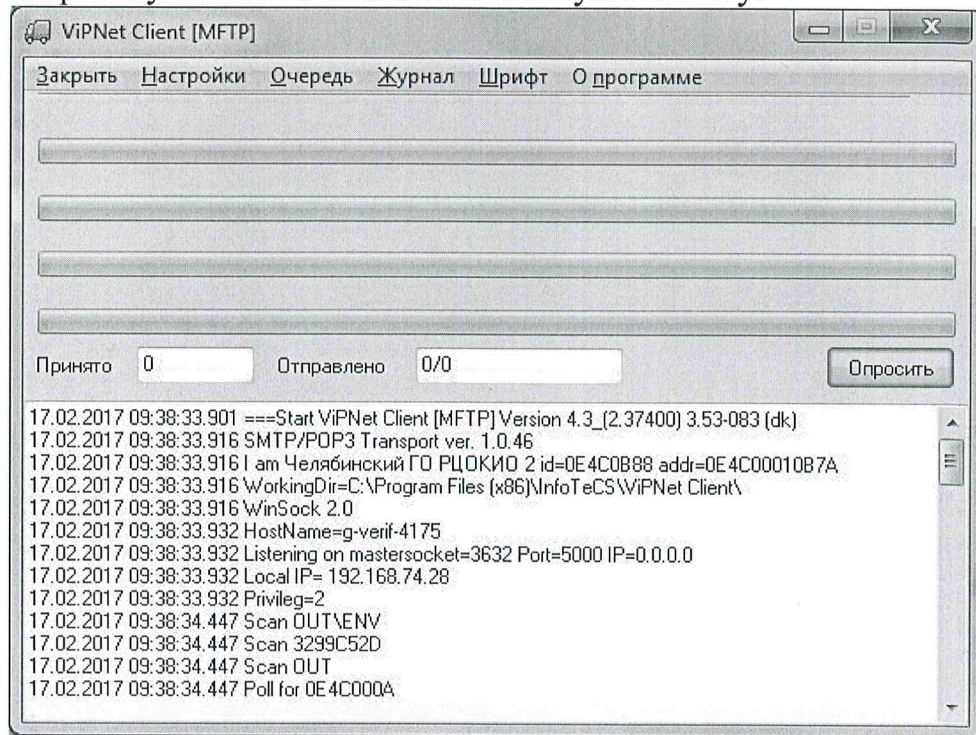 ViPNet Client [MFTP]
Закрыть Настройки Очередь Журнал Шрифт О программе
Принято 0 Отправлено 0/0 Опросить
17.02.2017 09:38:33.901 ===Start ViPNet Client [MFTP] Version 4.3_(2.37400) 3.53-083 (dk)
17.02.2017 09:38:33.916 SMTP/POP3 Transport ver. 1.0.46
17.02.2017 09:38:33.916 I am Челябинский ГО РЦОКИО 2 id=0E4C0B88 addr=0E4C00010B7A
17.02.2017 09:38:33.916 WorkingDir=C:\Program Files (x86)\InfoTeCS\ViPNet Client\
17.02.2017 09:38:33.916 WinSock 2.0
17.02.2017 09:38:33.932 HostName=g-verif-4175
17.02.2017 09:38:33.932 Listening on mastersocket=3632 Port=5000 IP=0.0.0.0
17.02.2017 09:38:33.932 Local IP= 192.168.74.28
17.02.2017 09:38:33.932 Privileg=2
17.02.2017 09:38:34.447 Scan OUT\ENV
17.02.2017 09:38:34.447 Scan 3299C52D
17.02.2017 09:38:34.447 Scan OUT
17.02.2017 09:38:34.447 Poll for 0E4C000A